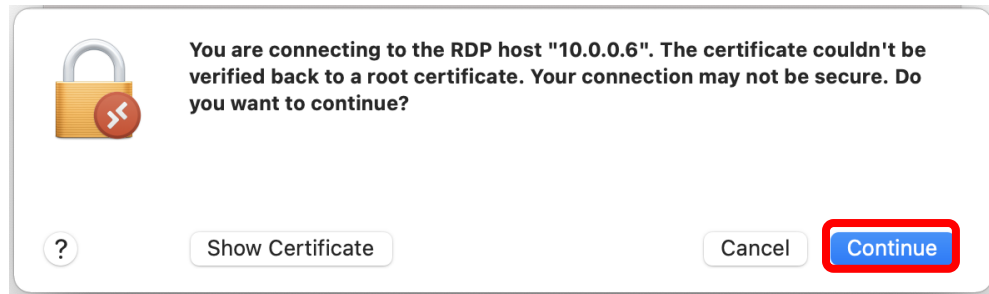 You are connecting to the RDP host "10.0.0.6". The certificate couldn't be
verified back to a root certificate. Your connection may not be secure. Do
you want to continue?
? Show Certificate Cancel Continue